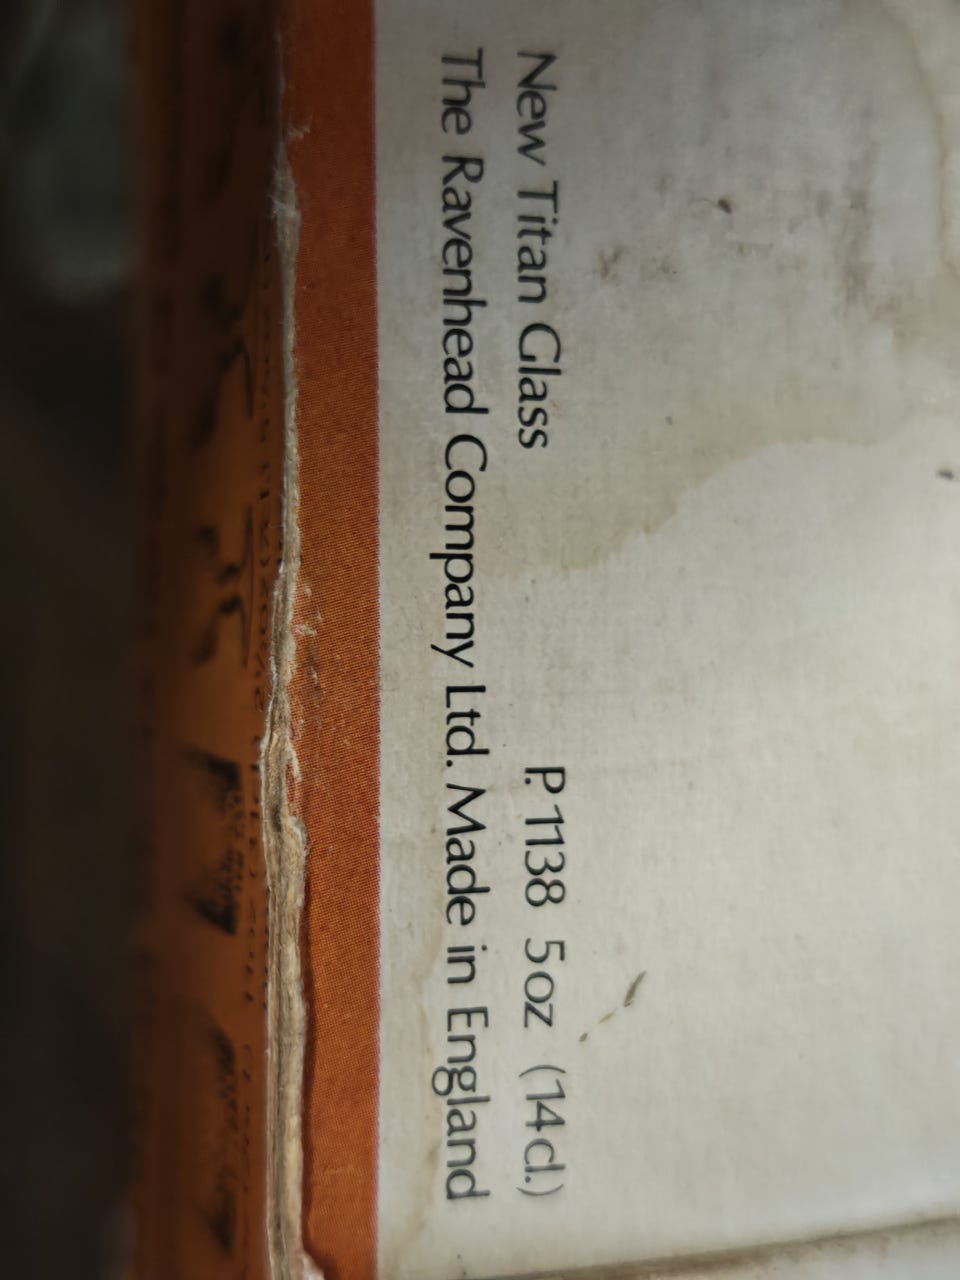 New Titan Glass P. 1138 5oz (14cl.)
The Ravenhead Company Ltd. Made in England